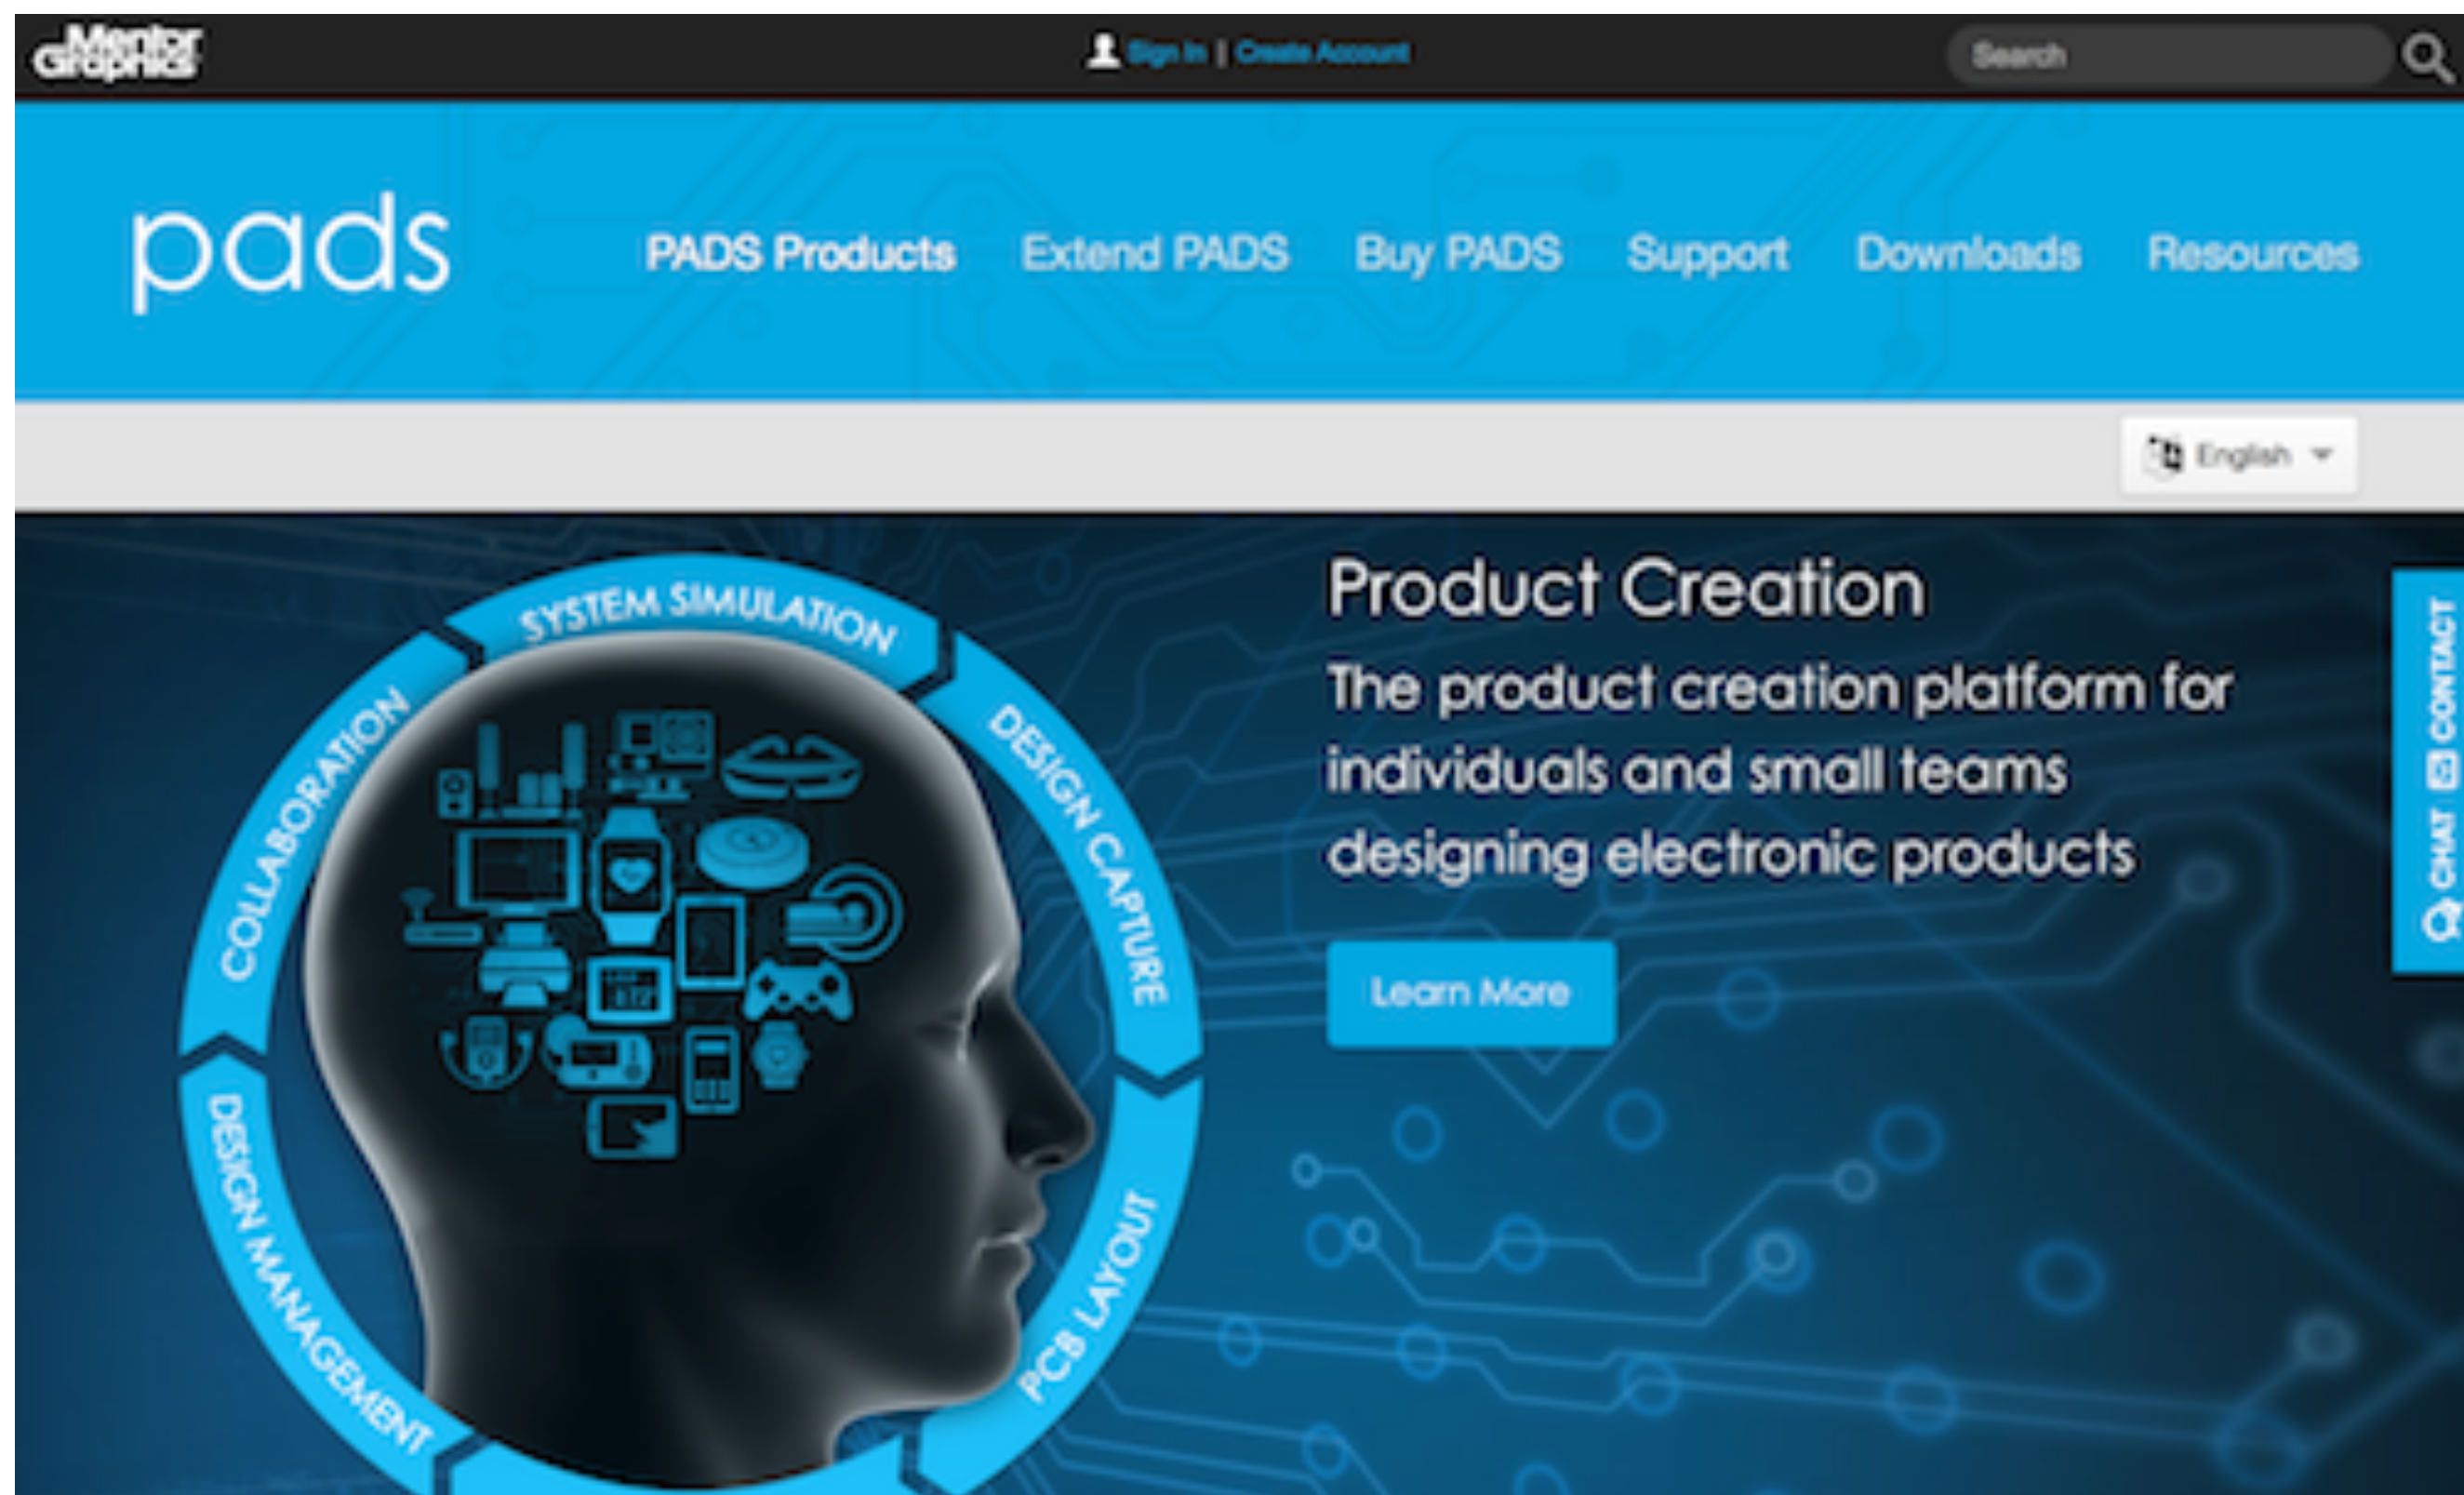 Mentor
Graphics
Sign In | Create Account
Search
pads
PADS Products
Extend PADS
Buy PADS
Support
Downloads
Resources
English
SYSTEM SIMULATION
DESIGN CAPTURE
PCB LAYOUT
DESIGN MANAGEMENT
COLLABORATION
Product Creation
The product creation platform for
individuals and small teams
designing electronic products
Learn More
CHAT CONTACT